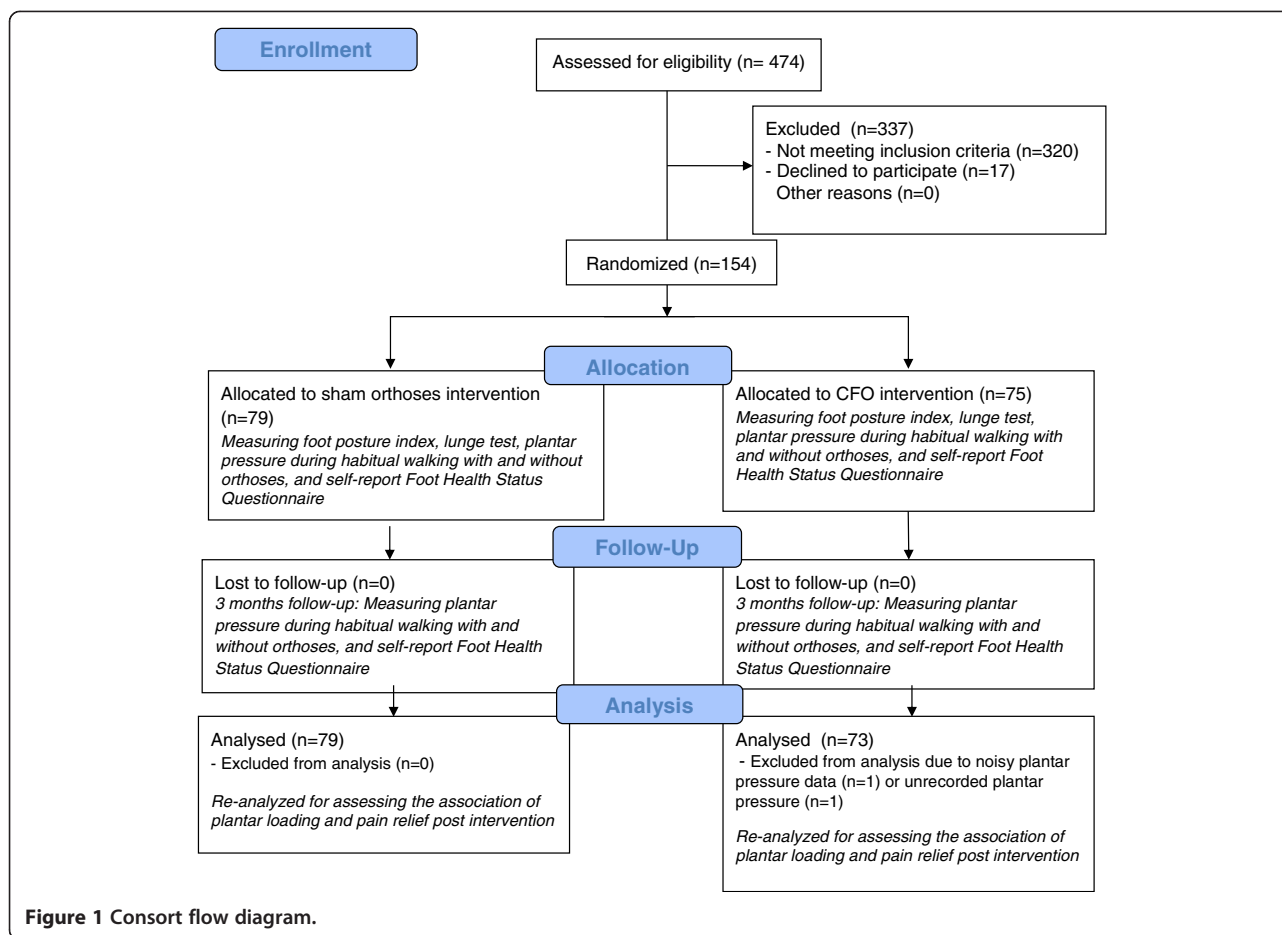 Enrollment
Assessed for eligibility (n= 474)
Excluded (n=337)
- Not meeting inclusion criteria (n=320)
- Declined to participate (n=17)
Other reasons (n=0)
Randomized (n=154)
Allocation
Allocated to sham orthoses intervention
(n=79)
Measuring foot posture index, lunge test, plantar
pressure during habitual walking with and without
orthoses, and self-report Foot Health Status
Questionnaire
Allocated to CFO intervention (n=75)
Measuring foot posture index, lunge test,
plantar pressure during habitual walking with
and without orthoses, and self-report Foot
Health Status Questionnaire
Follow-Up
Lost to follow-up (n=0)
3 months follow-up: Measuring plantar
pressure during habitual walking with and
without orthoses, and self-report Foot Health
Status Questionnaire
Lost to follow-up (n=0)
3 months follow-up: Measuring plantar
pressure during habitual walking with and
without orthoses, and self-report Foot Health
Status Questionnaire
Analysis
Analysed (n=79)
- Excluded from analysis (n=0)
Re-analyzed for assessing the association of
plantar loading and pain relief post intervention
Analysed (n=73)
- Excluded from analysis due to noisy plantar
pressure data (n=1) or unrecorded plantar
pressure (n=1)
Re-analyzed for assessing the association of
plantar loading and pain relief post intervention
Figure 1 Consort flow diagram.